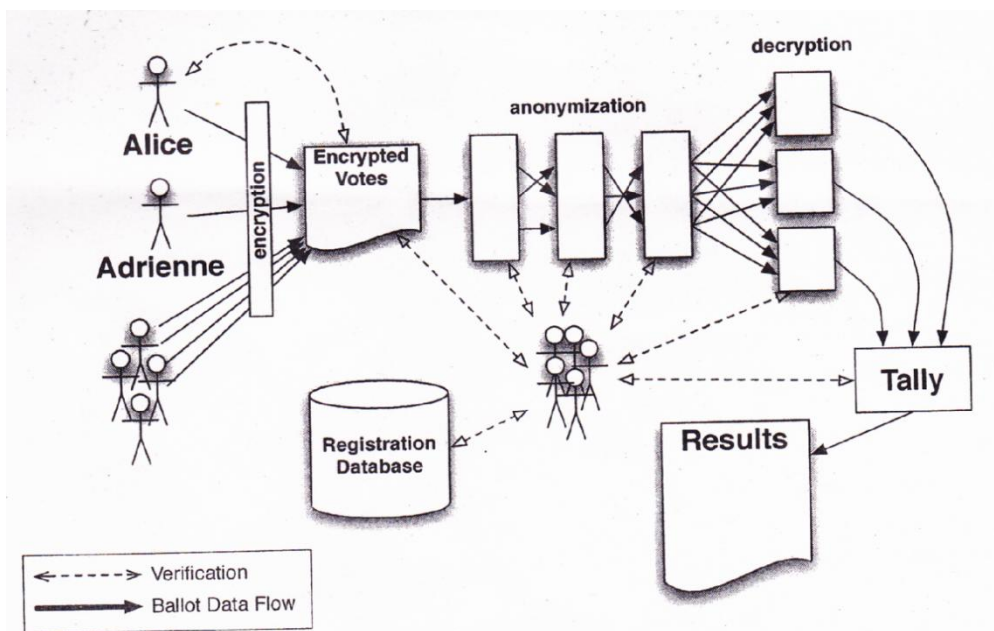 decryption
anonymization
Alice
encryption
Encrypted
Votes
Adrienne
Registration
Database
Tally
Results
Verification
Ballot Data Flow